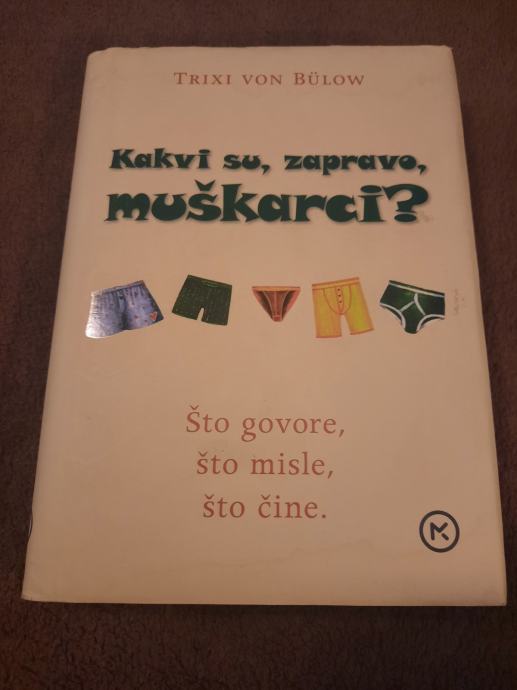 TRIXI VON BÜLOW
Kakvi su, zapravo,
muškarci?
Što govore,
što misle,
što čine.